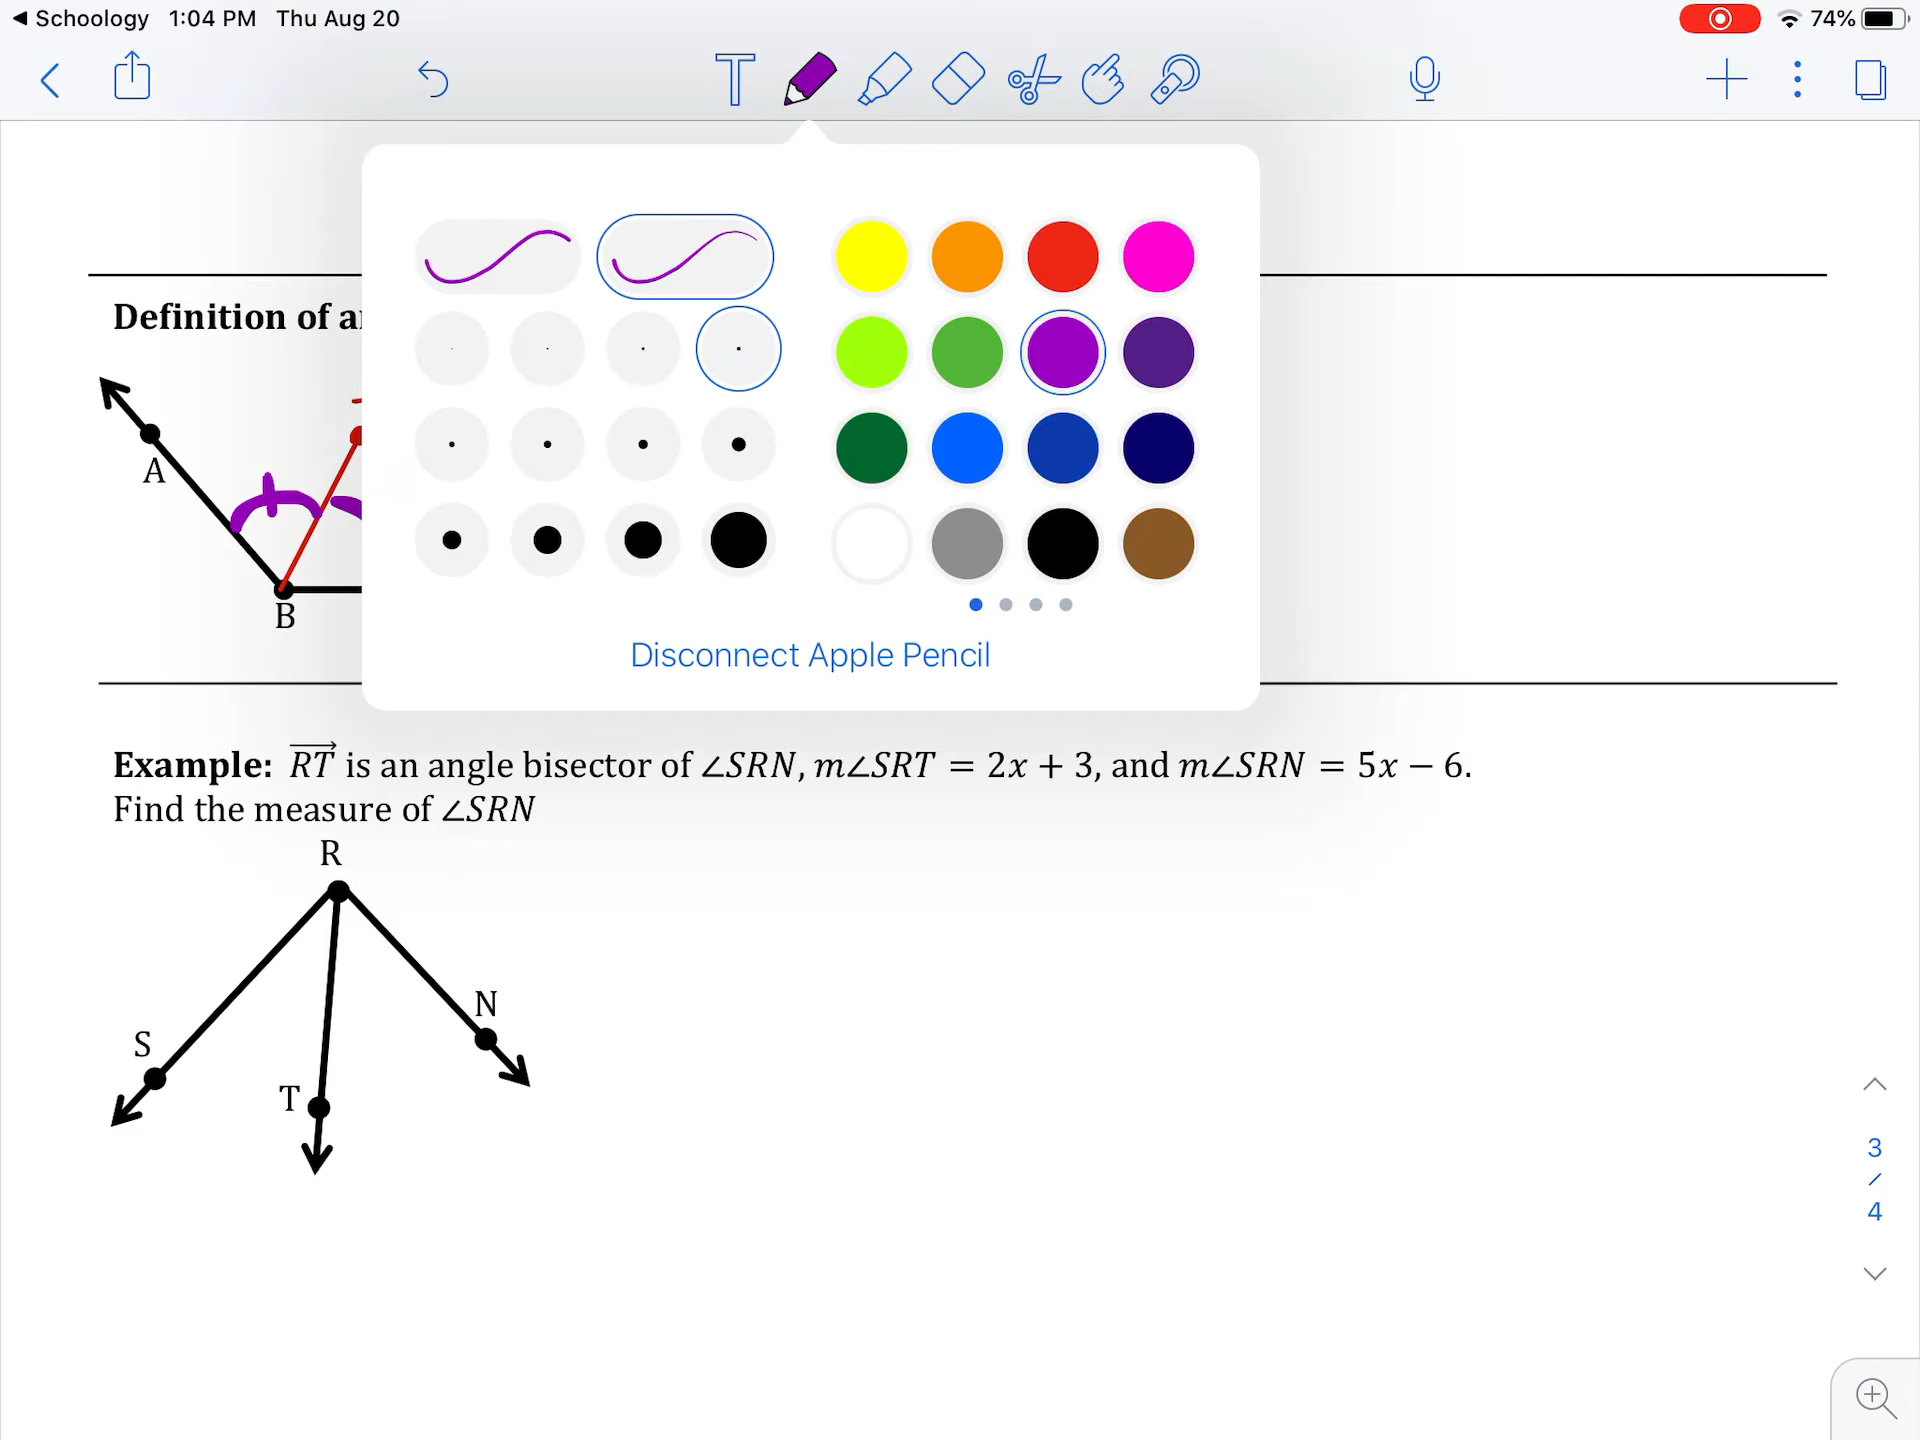 ◀ Schoology 1:04 PM Thu Aug 20 74%
T
Definition of a
A
B
Disconnect Apple Pencil
Example: $\overrightarrow{RT}$ is an angle bisector of ∠SRN, m∠SRT = 2x + 3, and m∠SRN = 5x − 6.
Find the measure of ∠SRN
R
N
S
T
3
/
4